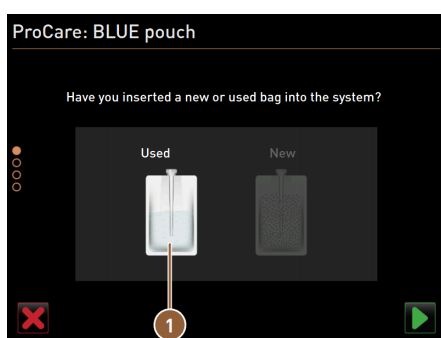 ProCare: BLUE pouch
Have you inserted a new or used bag into the system?
Used New
1